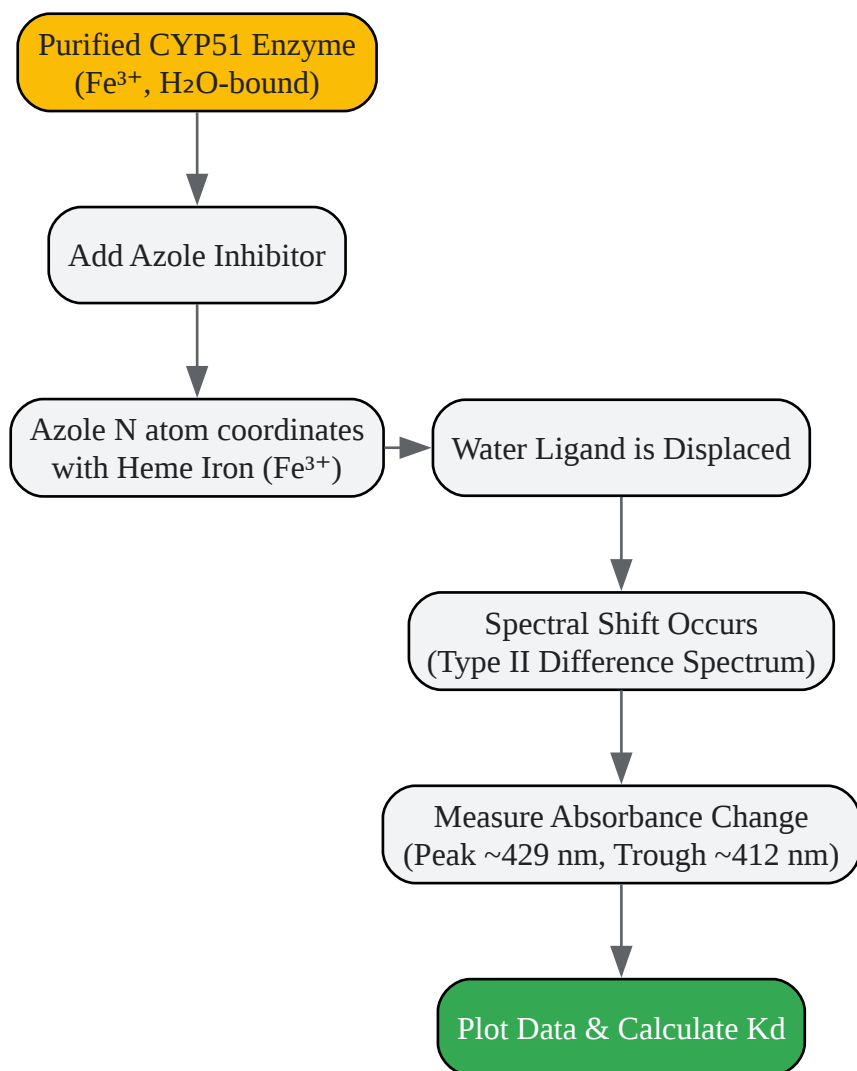 Purified CYP51 Enzyme
(Fe³⁺, H₂O-bound)
Add Azole Inhibitor
Azole N atom coordinates
with Heme Iron (Fe³⁺)
Water Ligand is Displaced
Spectral Shift Occurs
(Type II Difference Spectrum)
Measure Absorbance Change
(Peak ~429 nm, Trough ~412 nm)
Plot Data & Calculate Kd